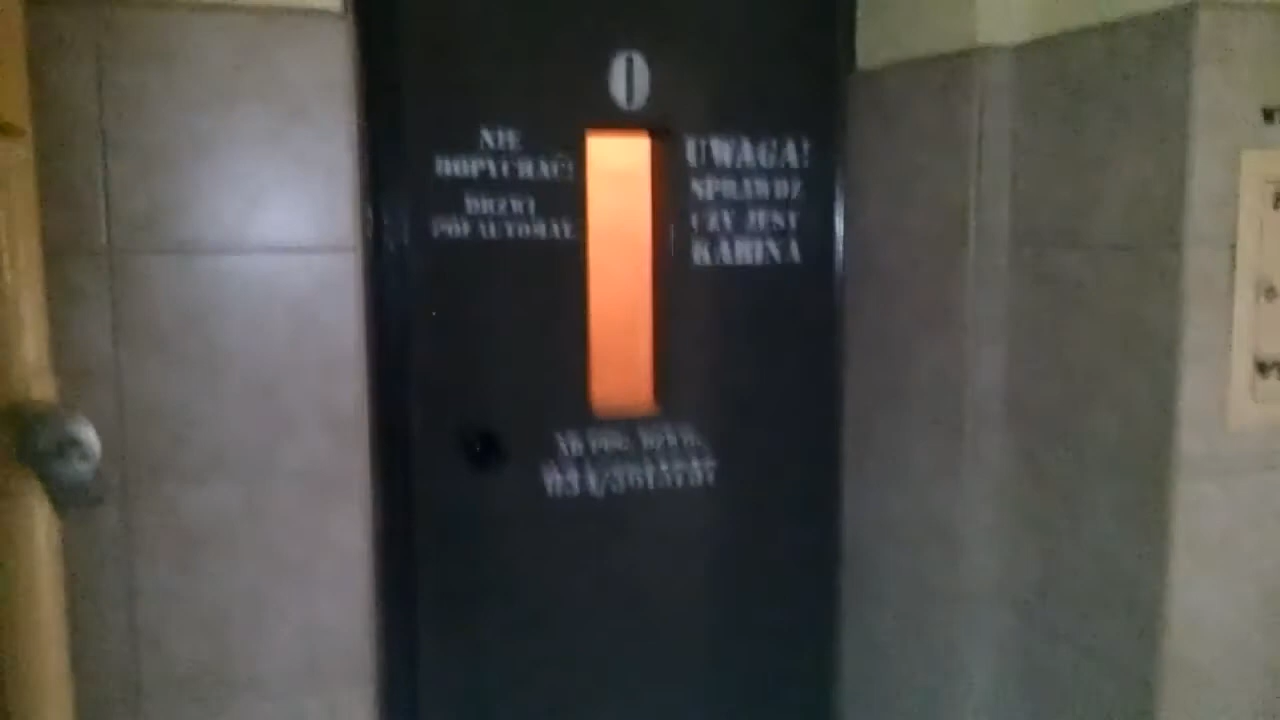 0
NIE
DOPYCHAĆ!
DRZWI
PÓŁAUTOMAT.
UWAGA!
SPRAWDŹ
CZY JEST
KABINA